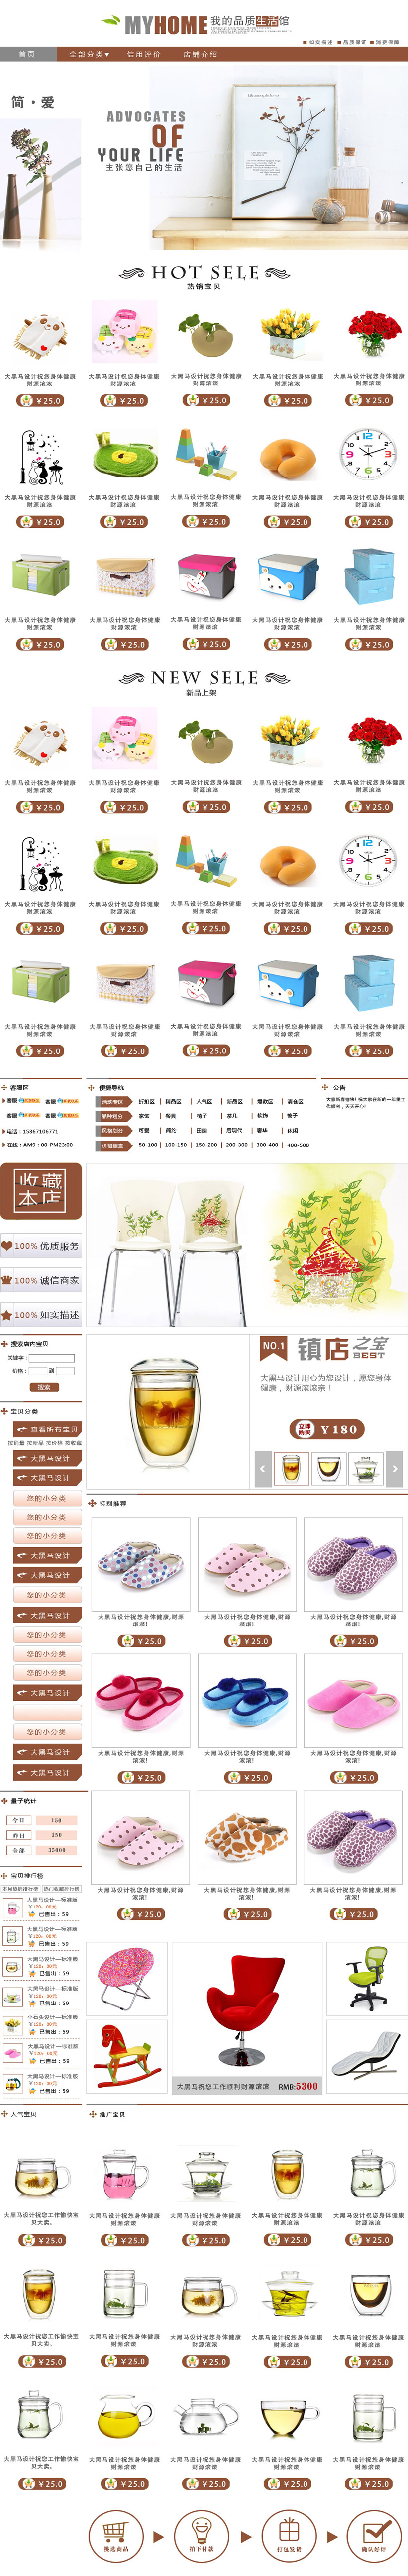 MYHOME 我的品质生活馆
如实描述 品质保证 消费保障
首页 全部分类▼ 信用评价 店铺介绍
简·爱
ADVOCATES
OF
YOUR LIFE
主张您自己的生活
HOT SELE
热销宝贝
大黑马设计祝您身体健康 大黑马设计祝您身体健康 大黑马设计祝您身体健康 大黑马设计祝您身体健康 大黑马设计祝您身体健康
财源滚滚 财源滚滚 财源滚滚 财源滚滚 财源滚滚
￥25.0 ￥25.0 ￥25.0 ￥25.0 ￥25.0
大黑马设计祝您身体健康 大黑马设计祝您身体健康 大黑马设计祝您身体健康 大黑马设计祝您身体健康 大黑马设计祝您身体健康
财源滚滚 财源滚滚 财源滚滚 财源滚滚 财源滚滚
￥25.0 ￥25.0 ￥25.0 ￥25.0 ￥25.0
大黑马设计祝您身体健康 大黑马设计祝您身体健康 大黑马设计祝您身体健康 大黑马设计祝您身体健康 大黑马设计祝您身体健康
财源滚滚 财源滚滚 财源滚滚 财源滚滚 财源滚滚
￥25.0 ￥25.0 ￥25.0 ￥25.0 ￥25.0
NEW SELE
新品上架
大黑马设计祝您身体健康 大黑马设计祝您身体健康 大黑马设计祝您身体健康 大黑马设计祝您身体健康 大黑马设计祝您身体健康
财源滚滚 财源滚滚 财源滚滚 财源滚滚 财源滚滚
￥25.0 ￥25.0 ￥25.0 ￥25.0 ￥25.0
大黑马设计祝您身体健康 大黑马设计祝您身体健康 大黑马设计祝您身体健康 大黑马设计祝您身体健康 大黑马设计祝您身体健康
财源滚滚 财源滚滚 财源滚滚 财源滚滚 财源滚滚
￥25.0 ￥25.0 ￥25.0 ￥25.0 ￥25.0
大黑马设计祝您身体健康 大黑马设计祝您身体健康 大黑马设计祝您身体健康 大黑马设计祝您身体健康 大黑马设计祝您身体健康
财源滚滚 财源滚滚 财源滚滚 财源滚滚 财源滚滚
￥25.0 ￥25.0 ￥25.0 ￥25.0 ￥25.0
客服区
客服 客服
客服 客服
电话：15367106771
在线：AM9：00-PM23:00
便捷导航
活动专区 折扣区 精品区 人气区 新品区 爆款区 清仓区
品种划分 家饰 餐具 椅子 茶几 软饰
风格划分 可爱 简约 田园 后现代 奢华 休闲
价格速查 50-100 100-150 150-200 200-300 300-400 400-500
公告
大家新春愉快! 祝大家在新的一年里工
作顺利，天天开心!
收藏
本店
100% 优质服务
100% 诚信商家
100% 如实描述
搜索店内宝贝
关键字：
价格： 到
搜索
宝贝分类
查看所有宝贝
按销量 按新品 按价格 按收藏
大黑马设计
大黑马设计
您的小分类
您的小分类
您的小分类
大黑马设计
大黑马设计
您的小分类
大黑马设计
您的小分类
您的小分类
您的小分类
大黑马设计
您的小分类
大黑马设计
大黑马设计
量子统计
今日 150
昨日 150
全部 35000
宝贝排行榜
本月热销排行榜 热门收藏排行榜
大黑马设计—标准版
￥128：00元
已售出：59
大黑马设计—标准版
￥128：00元
已售出：59
大黑马设计—标准版
￥128：00元
已售出：59
大黑马设计—标准版
￥128：00元
已售出：59
小石头设计—标准版
￥128：00元
已售出：59
大黑马设计—标准版
￥128：00元
已售出：59
大黑马设计—标准版
￥128：00元
已售出：59
NO.1 镇店之宝
BEST
大黑马设计用心为您设计，愿您身体
健康，财源滚滚亲！
立即购买 ￥180
特别推荐
大黑马设计祝您身体健康,财源 大黑马设计祝您身体健康,财源 大黑马设计祝您身体健康,财源
滚滚! 滚滚! 滚滚!
￥25.0 ￥25.0 ￥25.0
大黑马设计祝您身体健康,财源 大黑马设计祝您身体健康,财源 大黑马设计祝您身体健康,财源
滚滚! 滚滚! 滚滚!
￥25.0 ￥25.0 ￥25.0
大黑马设计祝您身体健康,财源 大黑马设计祝您身体健康,财源 大黑马设计祝您身体健康,财源
滚滚! 滚滚! 滚滚!
￥25.0 ￥25.0 ￥25.0
大黑马祝您工作顺利财源滚滚 RMB:5300
人气宝贝 推广宝贝
大黑马设计祝您工作愉快宝 大黑马设计祝您身体健康 大黑马设计祝您身体健康 大黑马设计祝您身体健康 大黑马设计祝您身体健康
贝大卖。 财源滚滚 财源滚滚 财源滚滚 财源滚滚
￥25.0 ￥25.0 ￥25.0 ￥25.0 ￥25.0
大黑马设计祝您工作愉快宝 大黑马设计祝您身体健康 大黑马设计祝您身体健康 大黑马设计祝您身体健康 大黑马设计祝您身体健康
贝大卖。 财源滚滚 财源滚滚 财源滚滚 财源滚滚
￥25.0 ￥25.0 ￥25.0 ￥25.0 ￥25.0
大黑马设计祝您工作愉快宝 大黑马设计祝您身体健康 大黑马设计祝您身体健康 大黑马设计祝您身体健康 大黑马设计祝您身体健康
贝大卖。 财源滚滚 财源滚滚 财源滚滚 财源滚滚
￥25.0 ￥25.0 ￥25.0 ￥25.0 ￥25.0
挑选商品 拍下付款 打包发货 确认好评